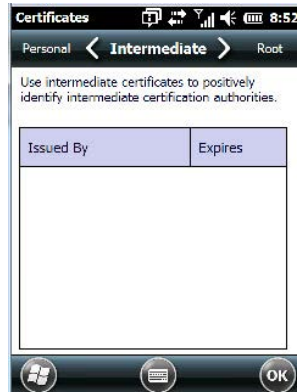 Certificates 8:52
Personal Intermediate Root
Use intermediate certificates to positively
identify intermediate certification authorities.
Issued By Expires
OK